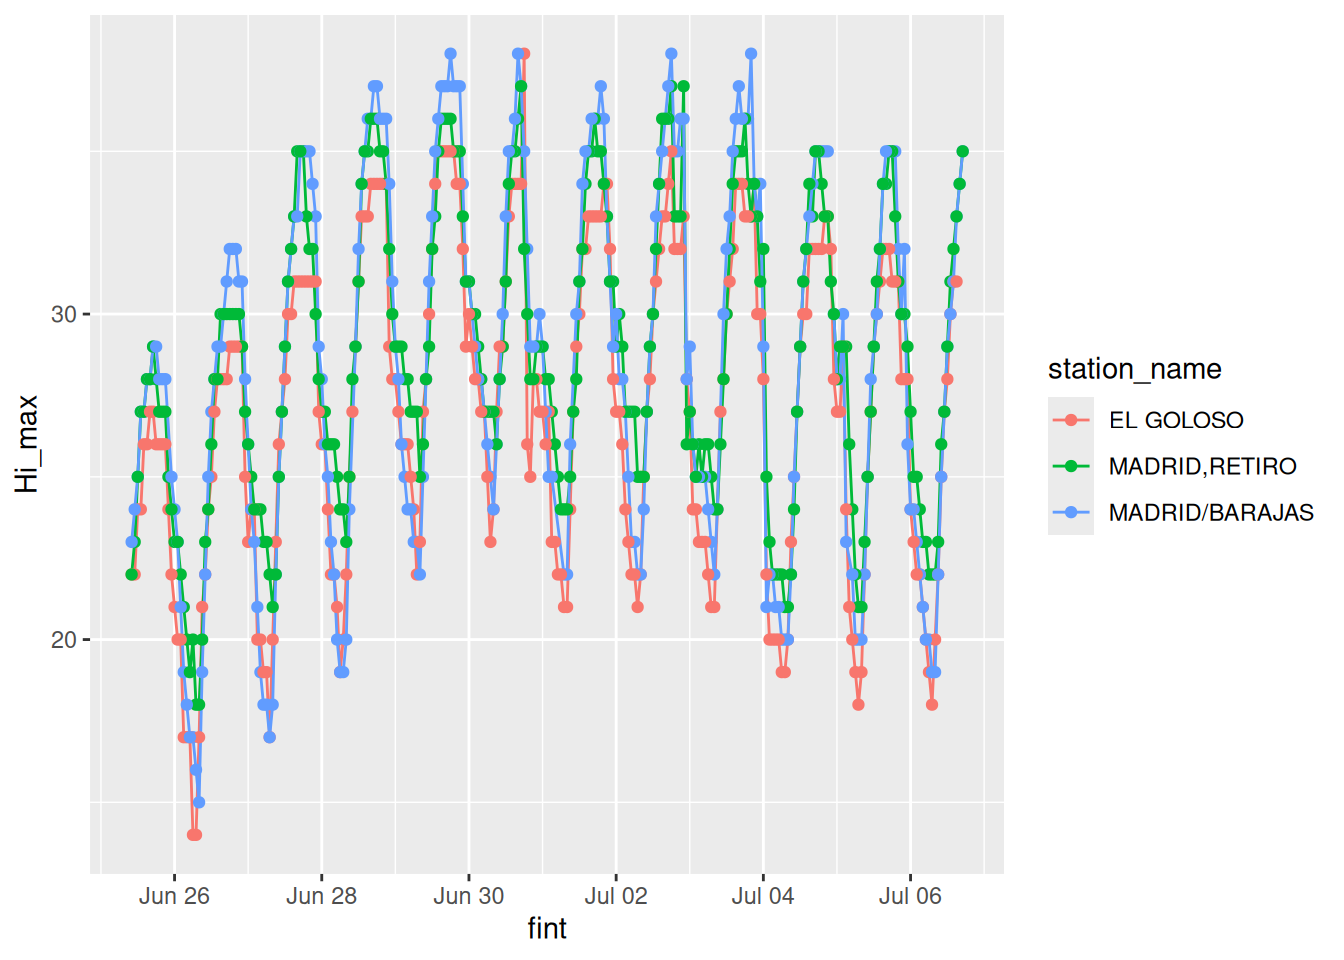 Hi_max
30
20
Jun 26
Jun 28
Jun 30
Jul 02
Jul 04
Jul 06
fint
station_name
EL GOLOSO
MADRID,RETIRO
MADRID/BARAJAS